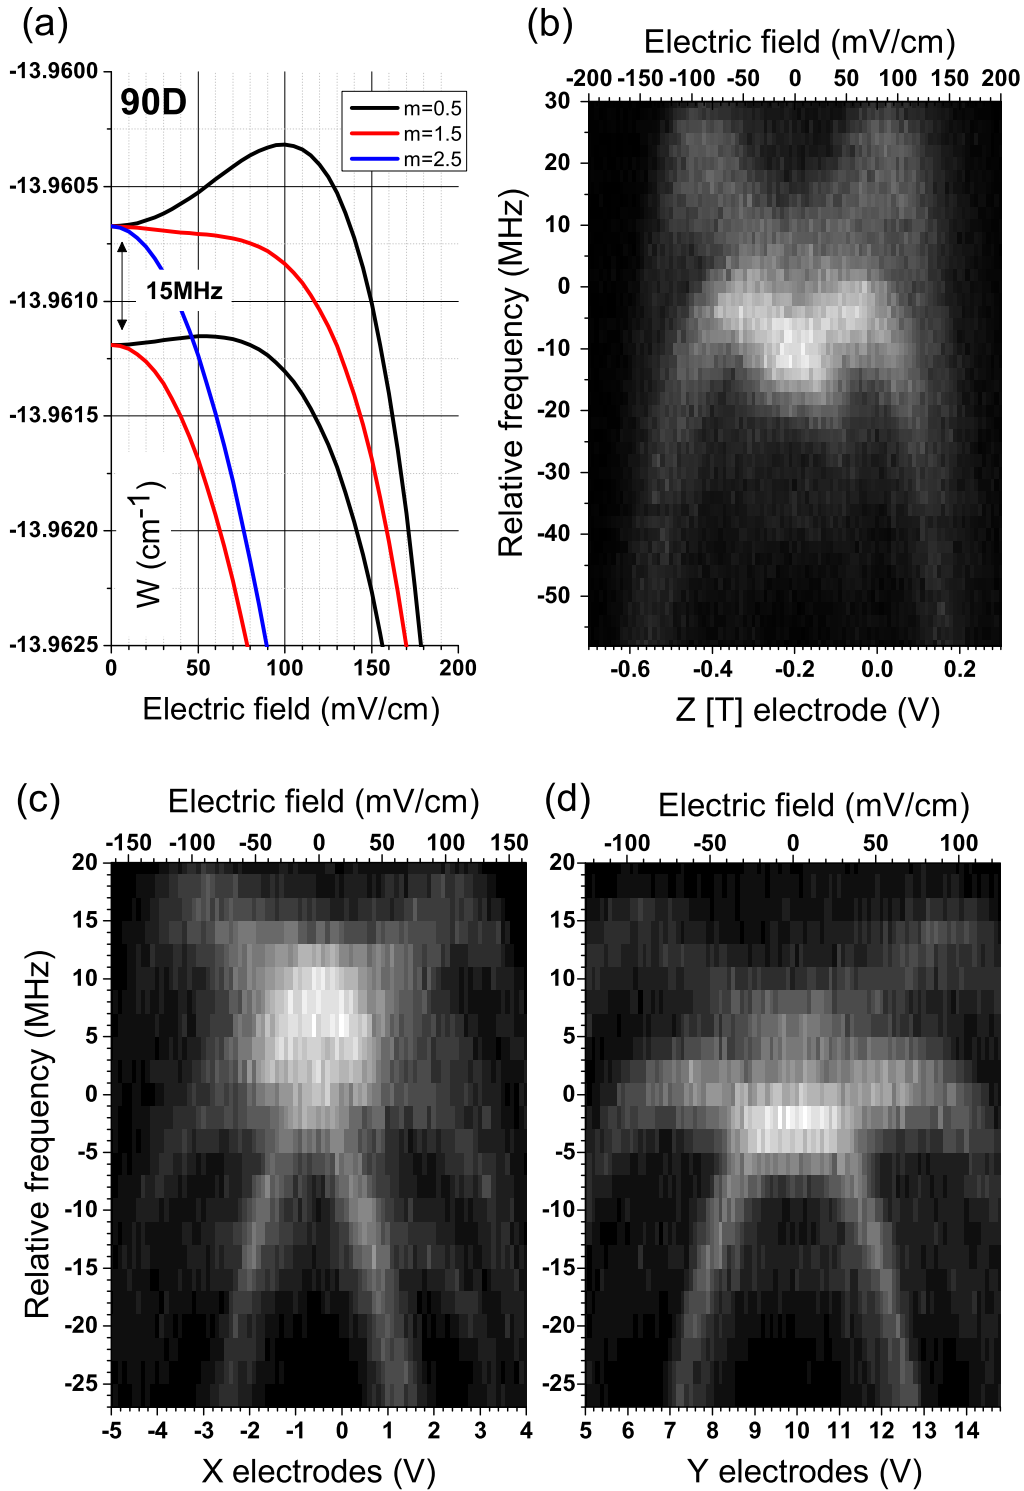 (a)
-13.9600
-13.9605
-13.9610
-13.9615
-13.9620
-13.9625
90D
m=0.5
m=1.5
m=2.5
15MHz
W (cm-1)
0 50 100 150 200
Electric field (mV/cm)
(b)
Electric field (mV/cm)
-200 -100 -50 0 50 100 200
30
20
10
0
-10
-20
-30
-40
-50
Relative frequency (MHz)
-0.6 -0.4 -0.2 0.0 0.2
Z [T] electrode (V)
(c)
Electric field (mV/cm)
-150 -100 -50 0 50 100 150
20
15
10
5
0
-5
-10
-15
-20
-25
Relative frequency (MHz)
-5 -4 -3 -2 -1 0 1 2 3 4
X electrodes (V)
(d)
Electric field (mV/cm)
-100 -50 0 50 100
20
15
10
5
0
-5
-10
-15
-20
-25
5 6 7 8 9 10 11 12 13 14
Y electrodes (V)